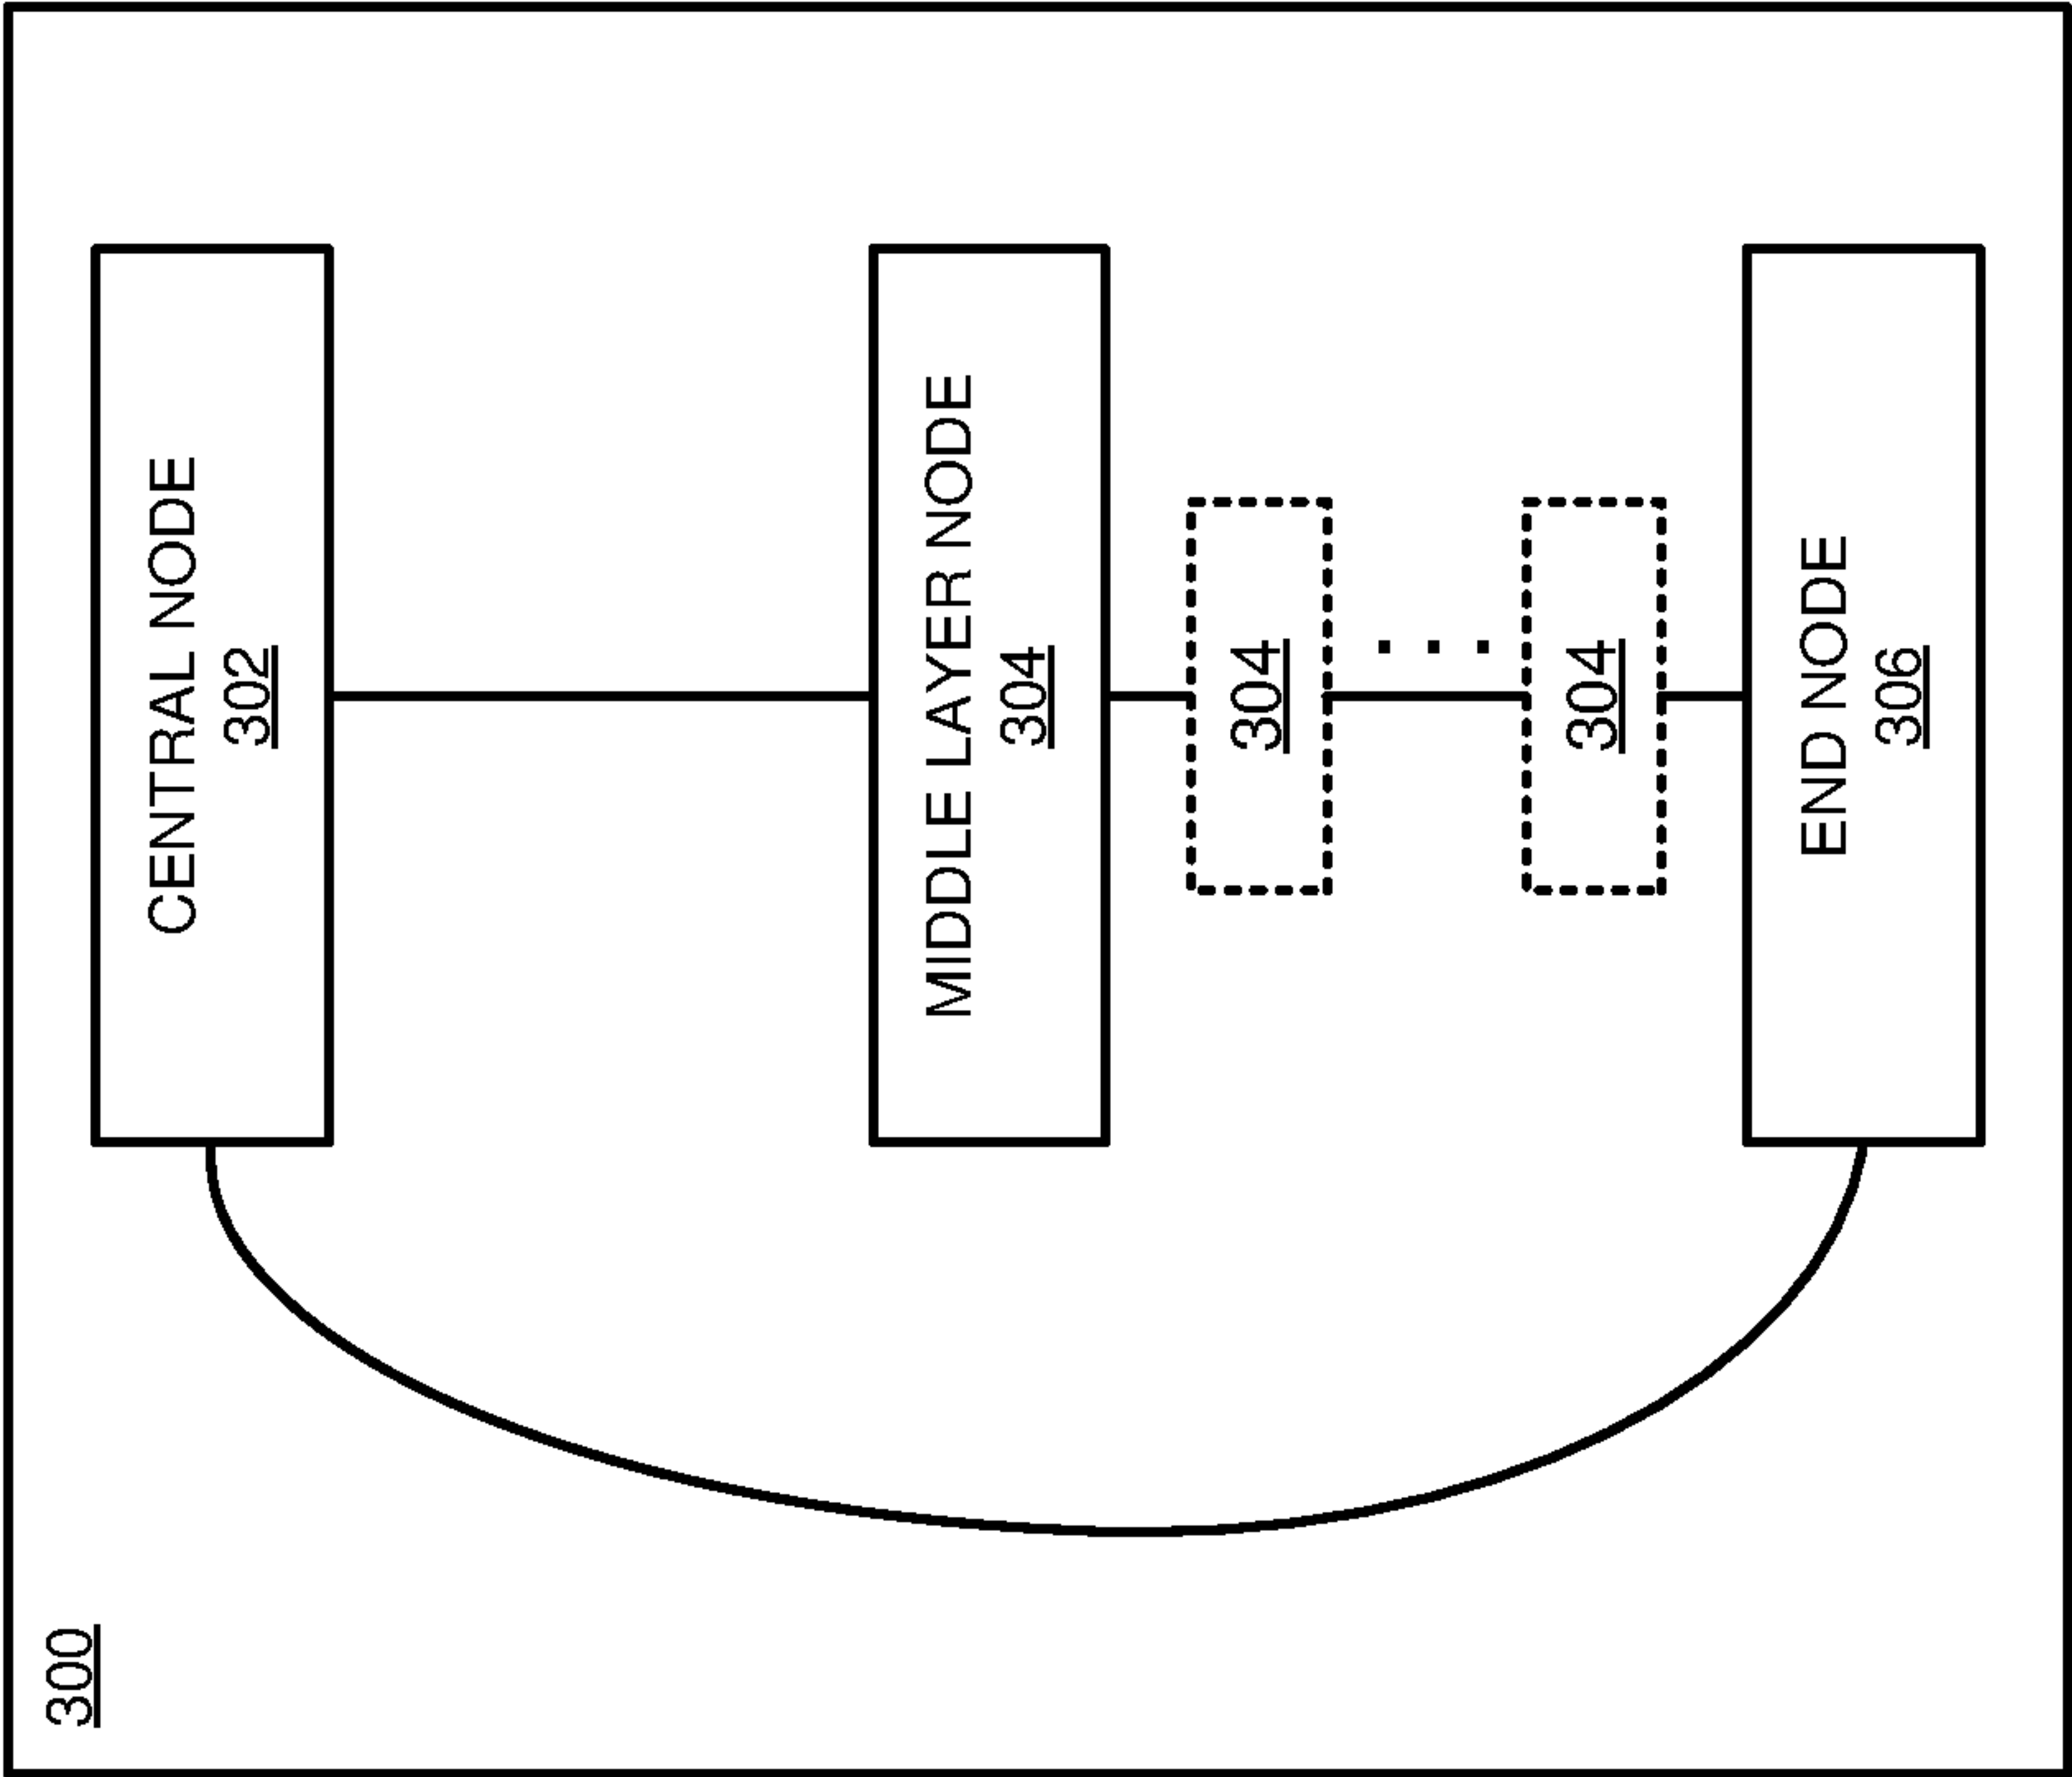 300
CENTRAL NODE
302
MIDDLE LAYER NODE
304
304
. . .
304
END NODE
306